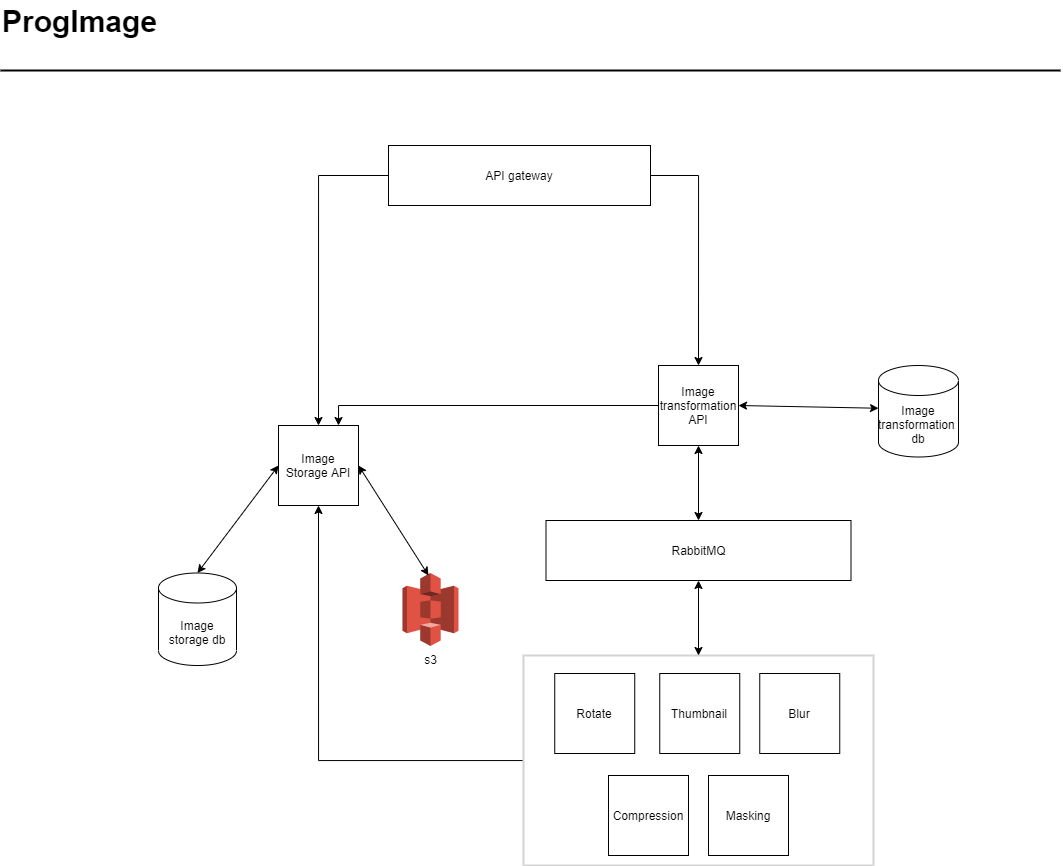 ProgImage
API gateway
Image
transformation
API
Image
transformation
db
Image
Storage API
RabbitMQ
Image
storage db
s3
Rotate
Thumbnail
Blur
Compression
Masking